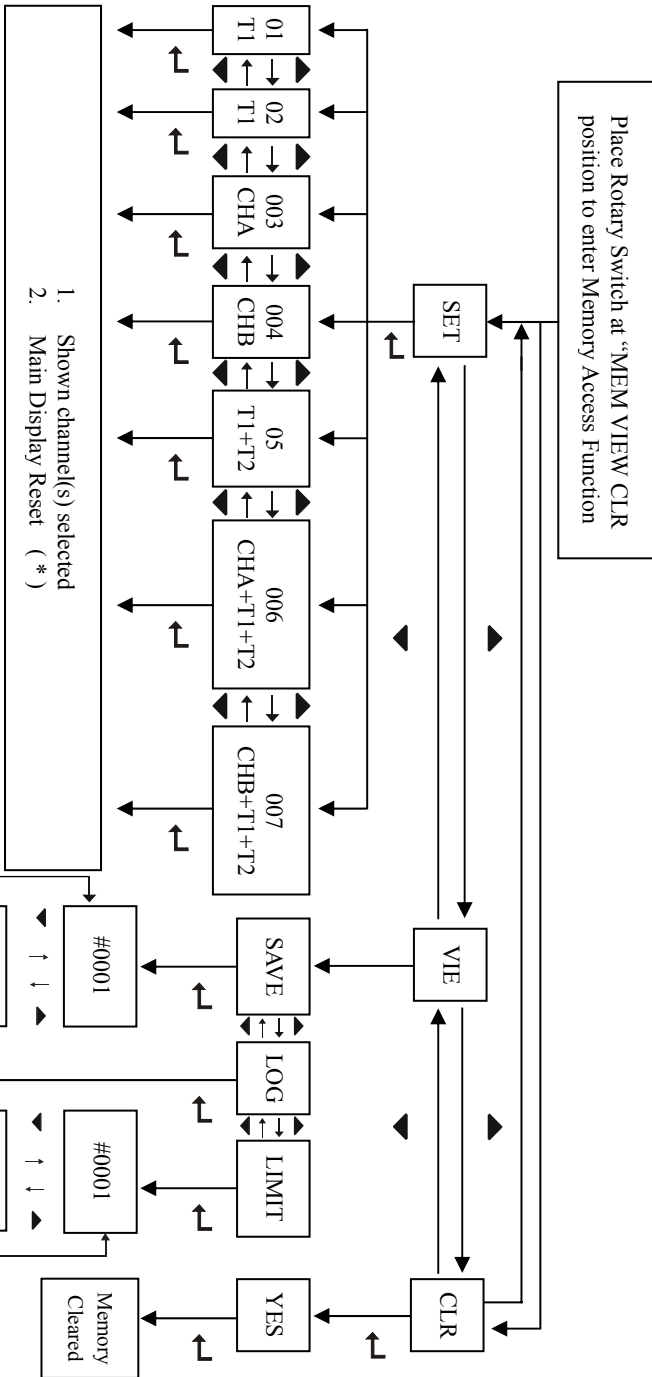 Place Rotary Switch at “MEM VIEW CLR
position to enter Memory Access Function
SET
VIE
CLR
01
T1
02
T1
003
CHA
004
CHB
05
T1+T2
006
CHA+T1+T2
007
CHB+T1+T2
SAVE
LOG
LIMIT
YES
1. Shown channel(s) selected
2. Main Display Reset ( * )
#0001
#0001
Memory
Cleared